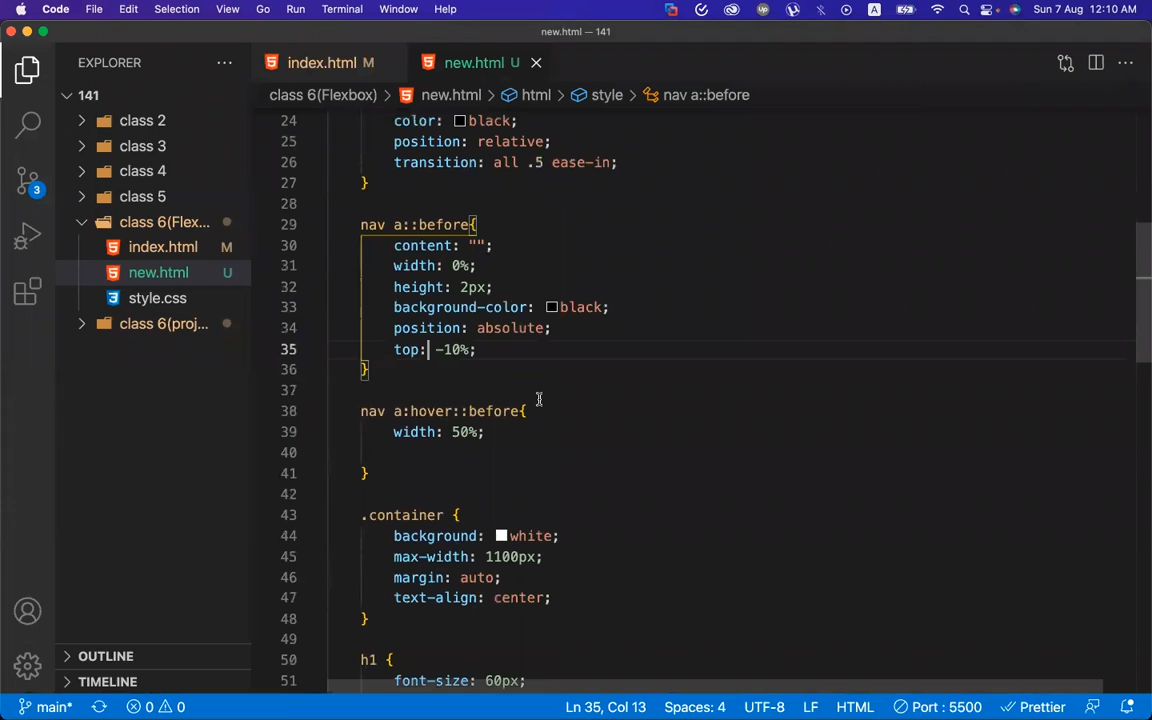 Code File Edit Selection View Go Run Terminal Window Help Up A Sun 7 Aug 12:10 AM
new.html — 141
EXPLORER
index.html M
new.html U
141
class 6(Flexbox) > new.html > html > style > nav a::before
class 2
class 3
class 4
class 5
class 6(Flex...
index.html M
new.html U
style.css
class 6(proj...
3
24 color: black;
25 position: relative;
26 transition: all .5 ease-in;
27 }
28
29 nav a::before{
30 content: "";
31 width: 0%;
32 height: 2px;
33 background-color: black;
34 position: absolute;
35 top: -10%;
36 }
37
38 nav a:hover::before{
39 width: 50%;
40
41 }
42
43 .container {
44 background: white;
45 max-width: 1100px;
46 margin: auto;
47 text-align: center;
48 }
49
50 h1 {
51 font-size: 60px;
OUTLINE
TIMELINE
main* 0 0 Ln 35, Col 13 Spaces: 4 UTF-8 LF HTML Port : 5500 Prettier